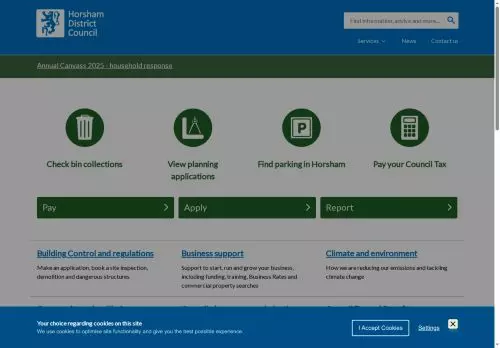 Horsham
District
Council
Find information, advice and more...
Services
News
Contact us
Annual Canvass 2025 - household response
Check bin collections
View planning
applications
Find parking in Horsham
Pay your Council Tax
Pay
Apply
Report
Building Control and regulations
Business support
Climate and environment
Make an application, book a site inspection,
demolition and dangerous structures
Support to start, run and grow your business,
including funding, training, Business Rates and
commercial property searches
How we are reducing our emissions and tackling
climate change
Your choice regarding cookies on this site
We use cookies to optimise site functionality and give you the best possible experience.
I Accept Cookies
Settings